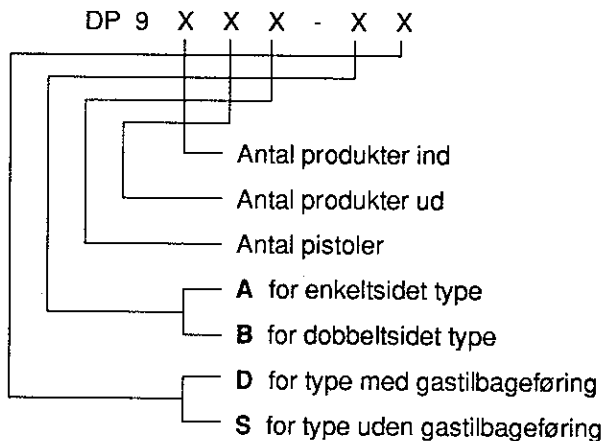 DP 9 X X X - X X
Antal produkter ind
Antal produkter ud
Antal pistoler
A for enkeltsidet type
B for dobbeltsidet type
D for type med gastilbageføring
S for type uden gastilbageføring